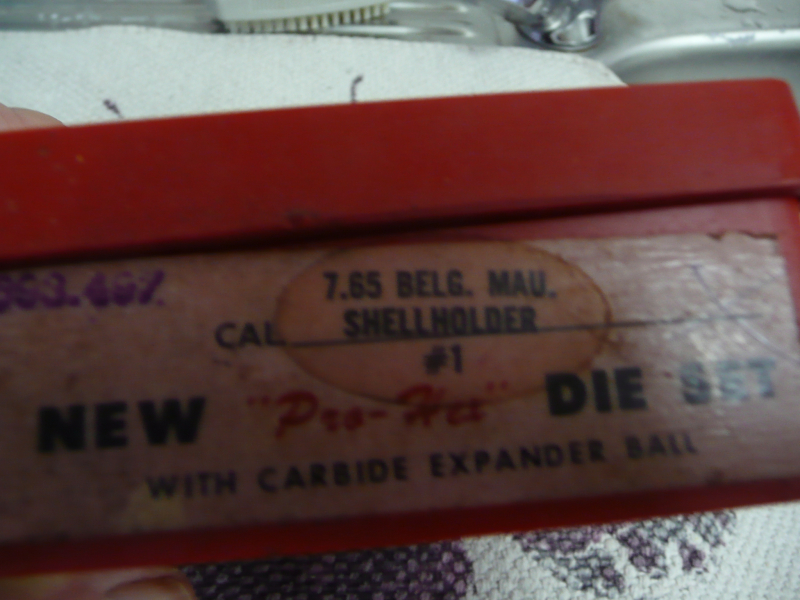 7.65 BELG. MAU.
CAL. SHELLHOLDER
#1
NEW "Pro-Hex" DIE SET
WITH CARBIDE EXPANDER BALL